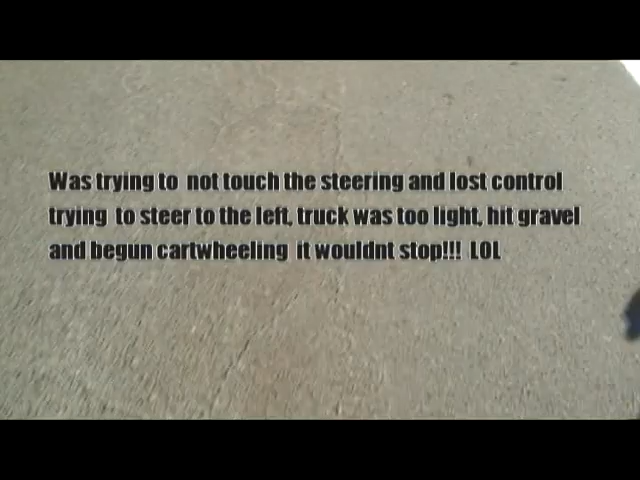 Was trying to not touch the steering and lost control
trying to steer to the left, truck was too light, hit gravel
and begun cartwheeling it wouldnt stop!!! LOL